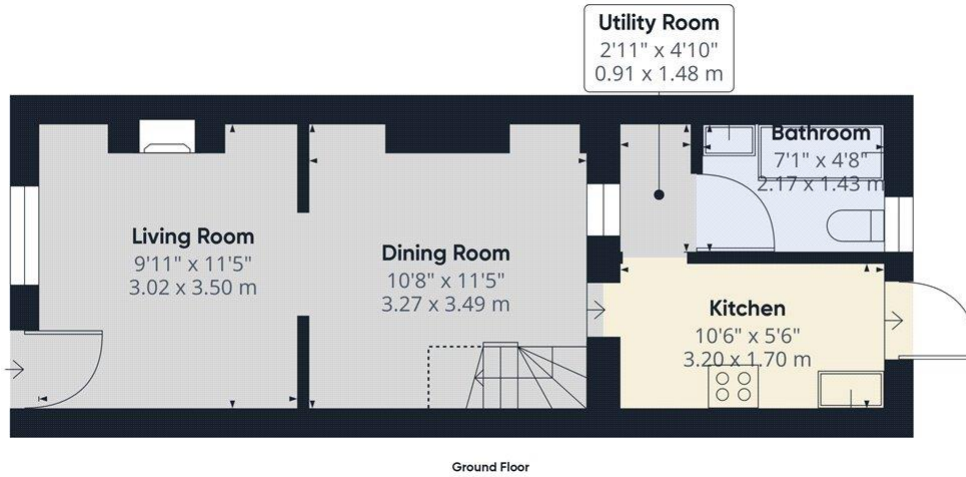 Utility Room
2'11" x 4'10"
0.91 x 1.48 m
Bathroom
7'1" x 4'8"
2.17 x 1.43 m
Living Room
9'11" x 11'5"
3.02 x 3.50 m
Dining Room
10'8" x 11'5"
3.27 x 3.49 m
Kitchen
10'6" x 5'6"
3.20 x 1.70 m
Ground Floor